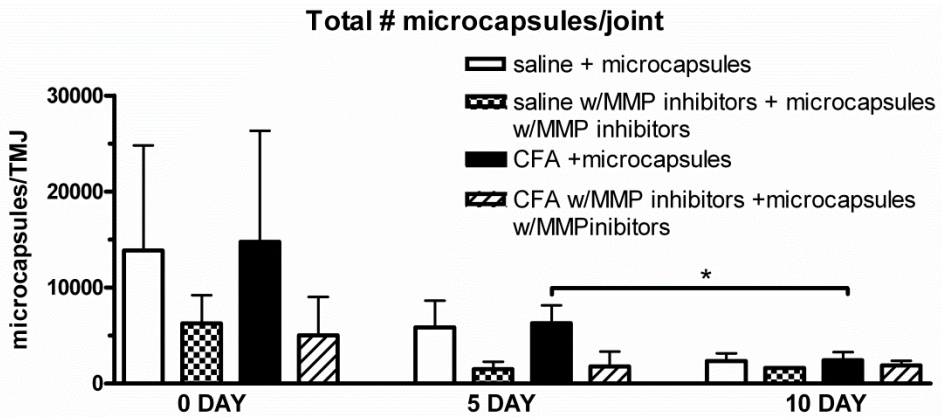 Total # microcapsules/joint
saline + microcapsules
saline w/MMP inhibitors + microcapsules
w/MMP inhibitors
CFA +microcapsules
CFA w/MMP inhibitors +microcapsules
w/MMPinibitors
microcapsules/TMJ
30000
20000
10000
0
*
0 DAY
5 DAY
10 DAY